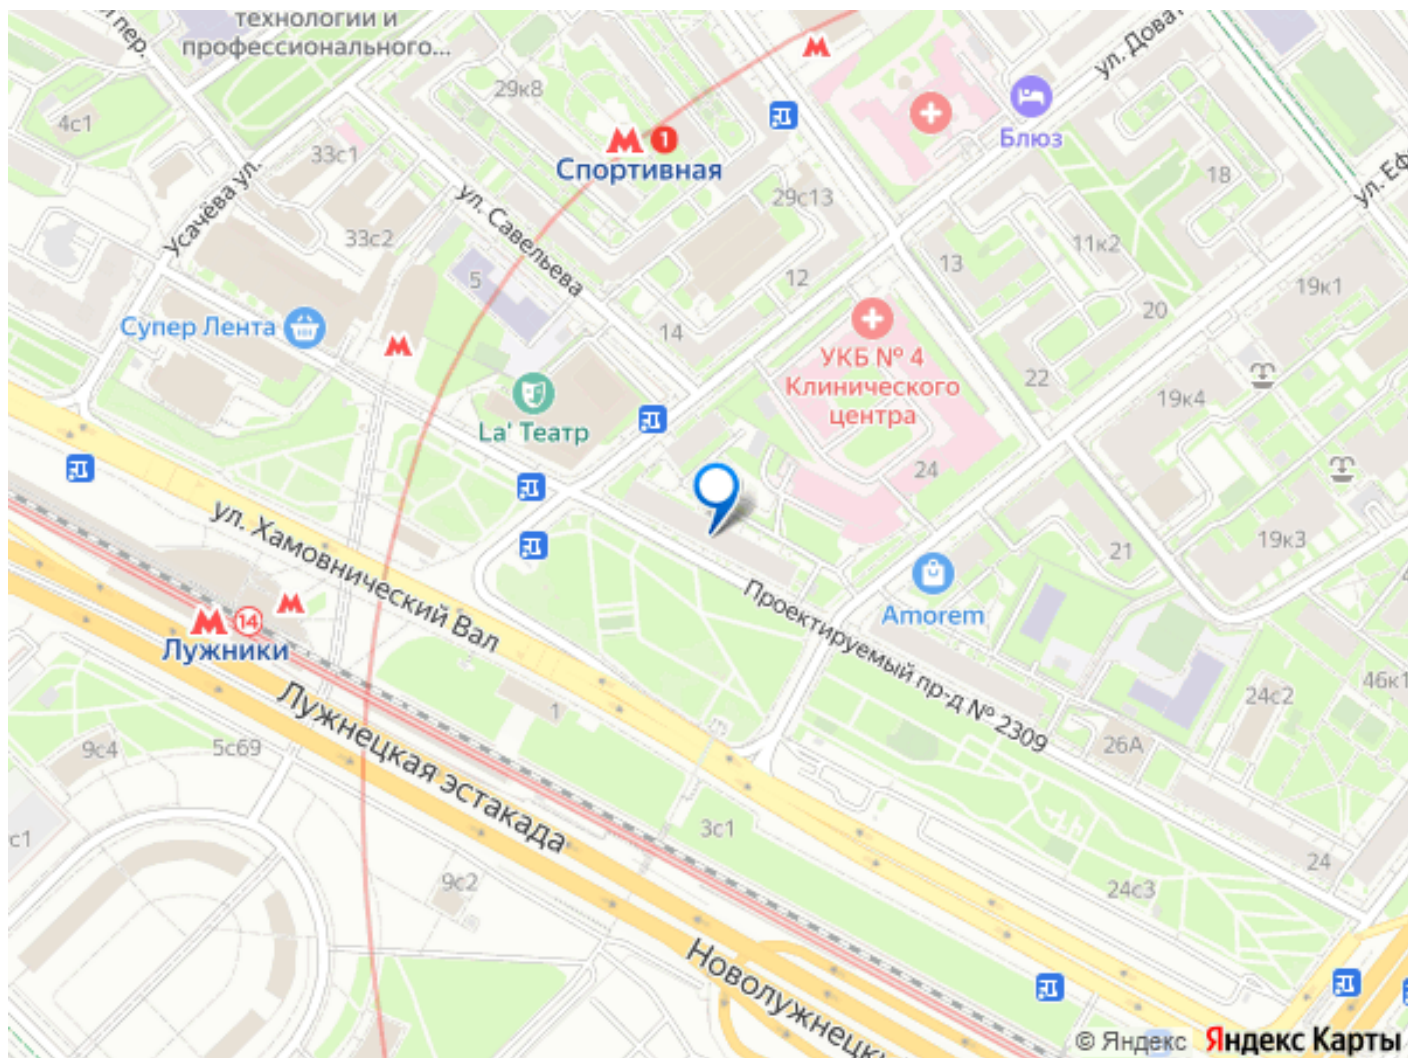 технологии и
профессионального...
пер.
ул. Доват
29к8
4с1
1
Блюз
33с1
Спортивная
18
ул. Еф
29с13
Усачёва ул.
ул. Савельева
33с2
11к2
13
5
12
19к1
20
Супер Лента
14
УКБ № 4
Клинического
центра
22
19к4
La' Театр
24
ул. Хамовнический Вал
19к3
21
Проектируемый пр-д № 2309
Amorem
14
Лужники
46к1
24с2
1
26А
9с4
5с69
Лужнецкая эстакада
3с1
с1
24
9с2
24с3
Новолужнецк
© Яндекс Яндекс Карты